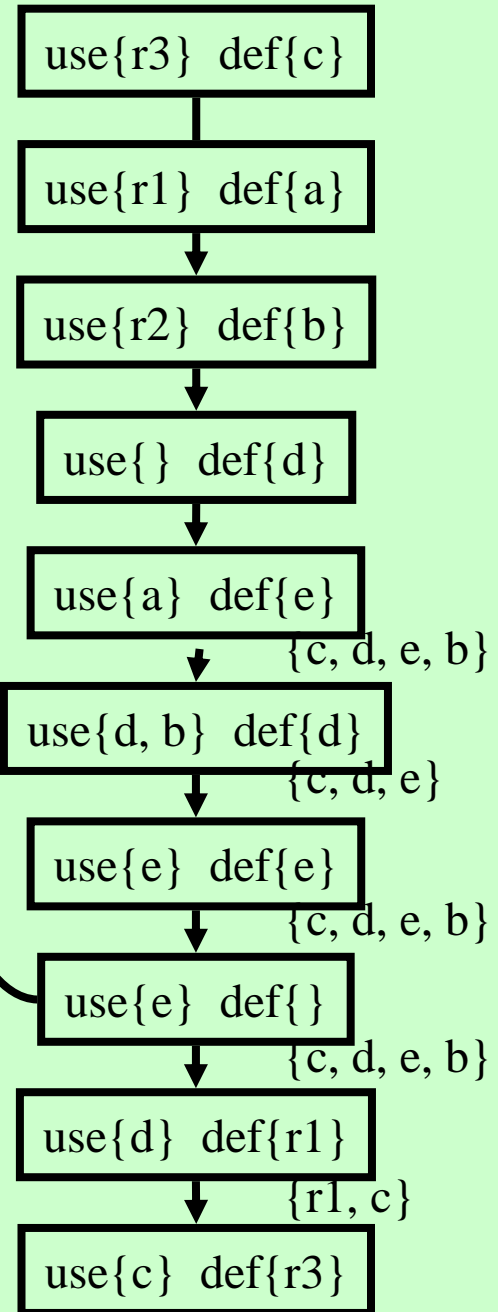 use{r3} def{c}
use{r1} def{a}
use{r2} def{b}
use{} def{d}
use{a} def{e}
{c, d, e, b}
use{d, b} def{d}
{c, d, e}
use{e} def{e}
{c, d, e, b}
use{e} def{}
{c, d, e, b}
use{d} def{r1}
{r1, c}
use{c} def{r3}